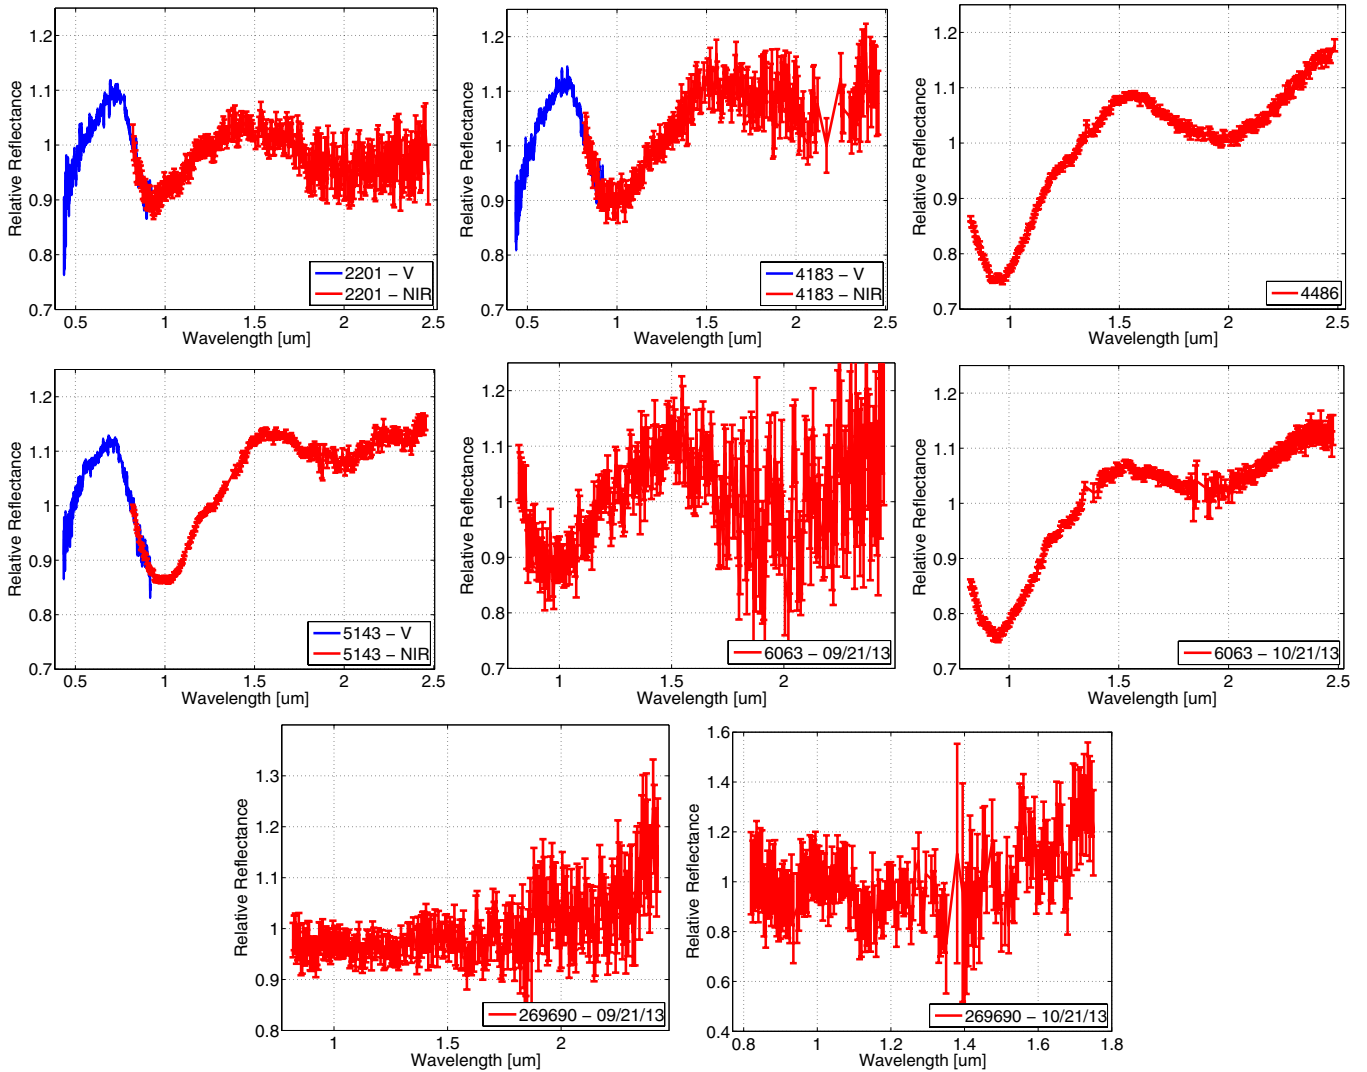 Relative Reflectance
1.2
1.1
1
0.9
0.8
0.7
2201 – V
2201 – NIR
0.5 1 1.5 2 2.5
Wavelength [um]
Relative Reflectance
1.2
1.1
1
0.9
0.8
0.7
4183 – V
4183 – NIR
0.5 1 1.5 2 2.5
Wavelength [um]
Relative Reflectance
1.2
1.1
1
0.9
0.8
0.7
4486
1 1.5 2 2.5
Wavelength [um]
Relative Reflectance
1.2
1.1
1
0.9
0.8
0.7
5143 – V
5143 – NIR
0.5 1 1.5 2 2.5
Wavelength [um]
Relative Reflectance
1.2
1.1
1
0.9
0.8
0.7
6063 – 09/21/13
1 1.5 2
Wavelength [um]
Relative Reflectance
1.2
1.1
1
0.9
0.8
0.7
6063 – 10/21/13
1 1.5 2 2.5
Wavelength [um]
Relative Reflectance
1.3
1.2
1.1
1
0.9
0.8
269690 – 09/21/13
1 1.5 2
Wavelength [um]
Relative Reflectance
1.6
1.4
1.2
1
0.8
0.6
0.4
269690 – 10/21/13
0.8 1 1.2 1.4 1.6 1.8
Wavelength [um]